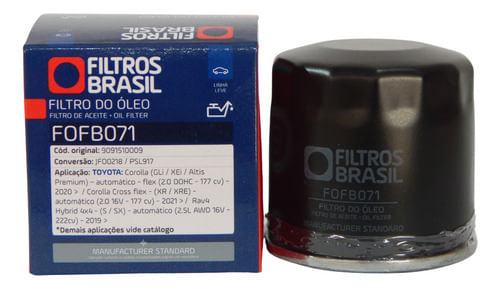 FILTROS
BRASIL
LINHA
LEVE
FILTRO DO ÓLEO
FILTRO DE ACEITE • OIL FILTER
FOFB071
Cód. original: 9091510009
Conversão: JFO0218 / PSL917
Aplicação: TOYOTA: Corolla (GLi / XEi / Altis
Premium) – automático – flex (2.0 DOHC - 177 cv) -
2020 > / Corolla Cross flex - (XR / XRE) -
automático (2.0 16V - 177 cv) - 2021 > / Rav4
Hybrid 4x4 - (S / SX) - automático (2.5L AWD 16V -
222cv) - 2019 >
*Demais aplicações vide catálogo
MANUFACTURER STANDARD
FILTROS
BRASIL
FOFB071
FILTRO DO ÓLEO
FILTRO DE ACEITE • OIL FILTER
MANUFACTURER STANDARD